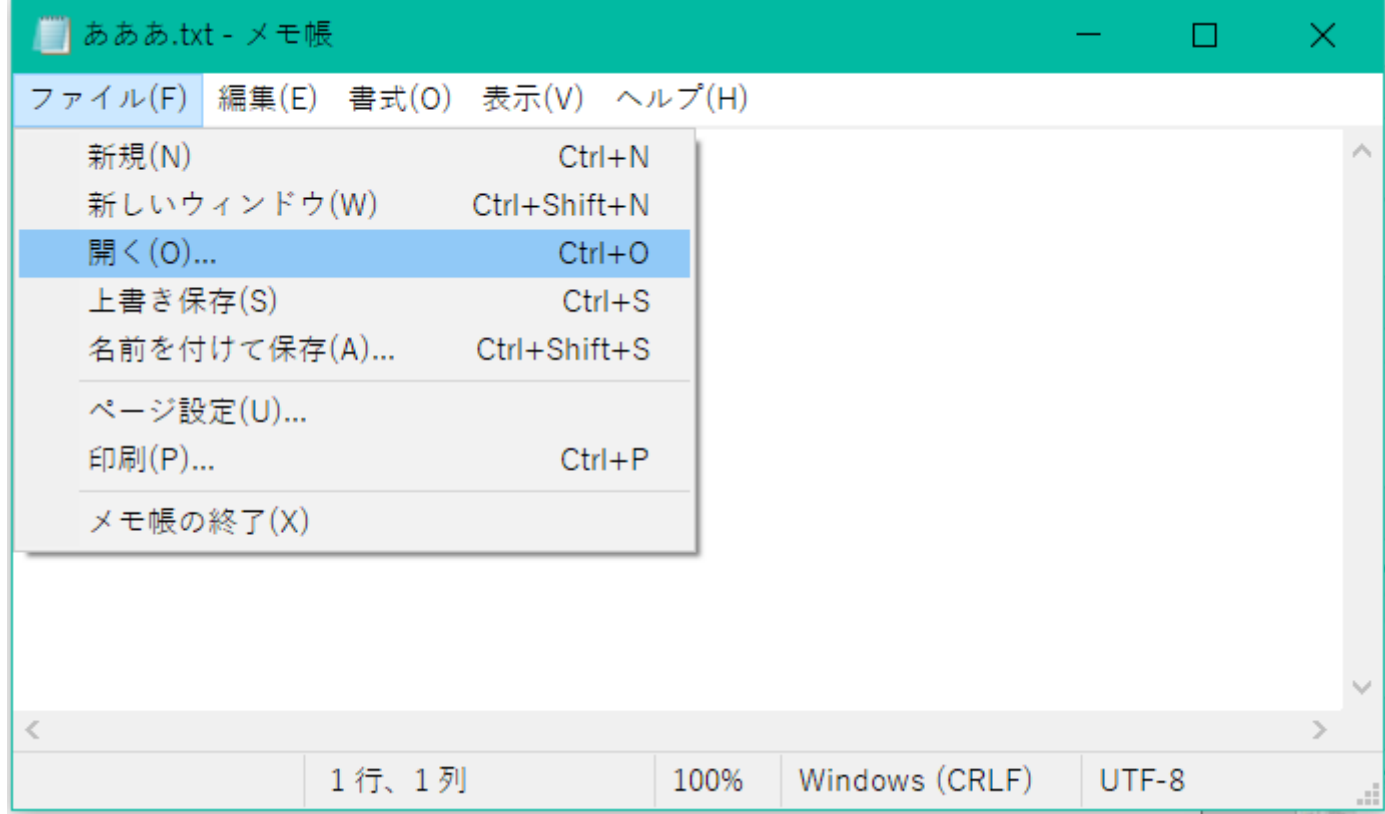 あああ.txt - メモ帳
ファイル(F) 編集(E) 書式(O) 表示(V) ヘルプ(H)
新規(N) Ctrl+N
新しいウィンドウ(W) Ctrl+Shift+N
開く(O)... Ctrl+O
上書き保存(S) Ctrl+S
名前を付けて保存(A)... Ctrl+Shift+S
ページ設定(U)...
印刷(P)... Ctrl+P
メモ帳の終了(X)
1行、1列 100% Windows (CRLF) UTF-8